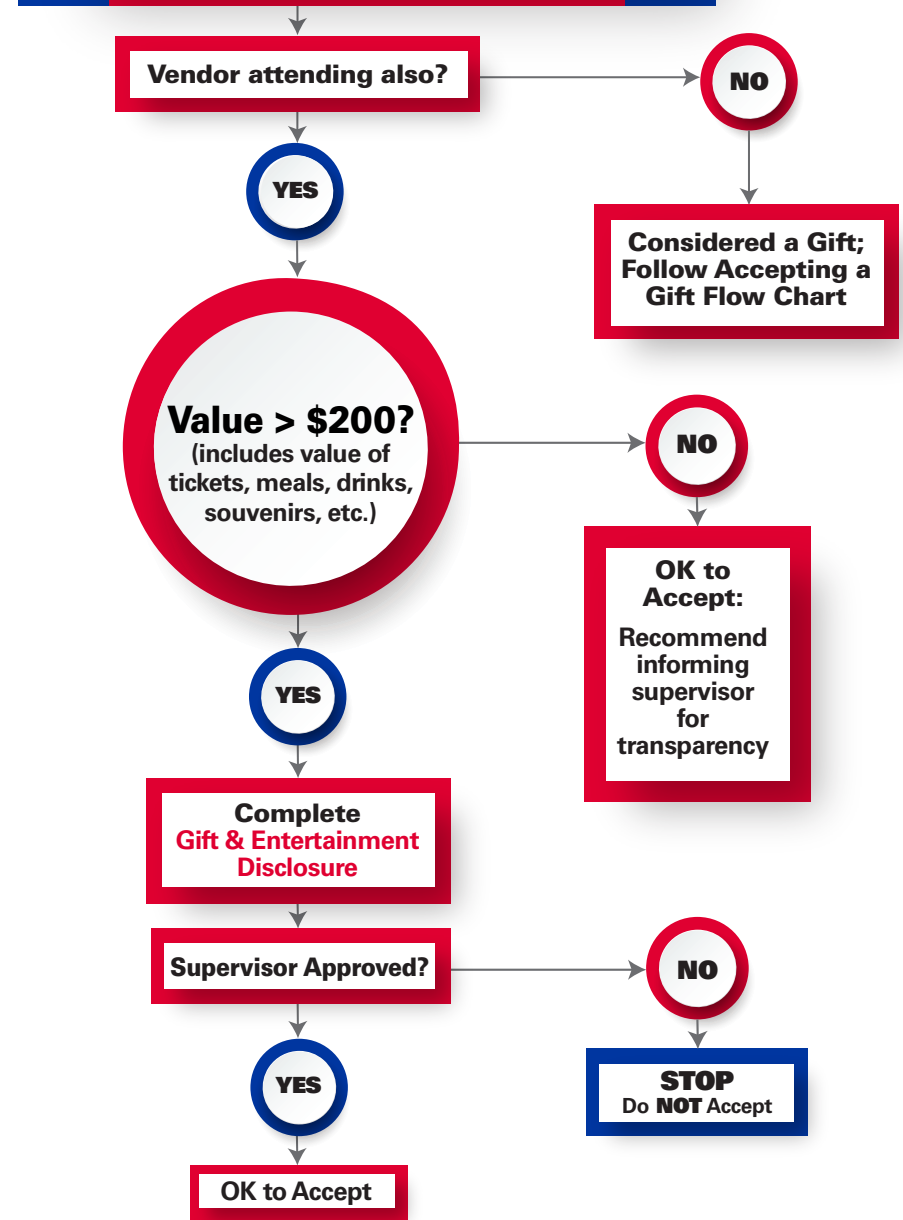 Vendor attending also?
NO
YES
Considered a Gift;
Follow Accepting a
Gift Flow Chart
Value > $200?
(includes value of
tickets, meals, drinks,
souvenirs, etc.)
NO
OK to
Accept:
Recommend
informing
supervisor
for
transparency
YES
Complete
Gift & Entertainment
Disclosure
Supervisor Approved?
NO
YES
STOP
Do NOT Accept
OK to Accept